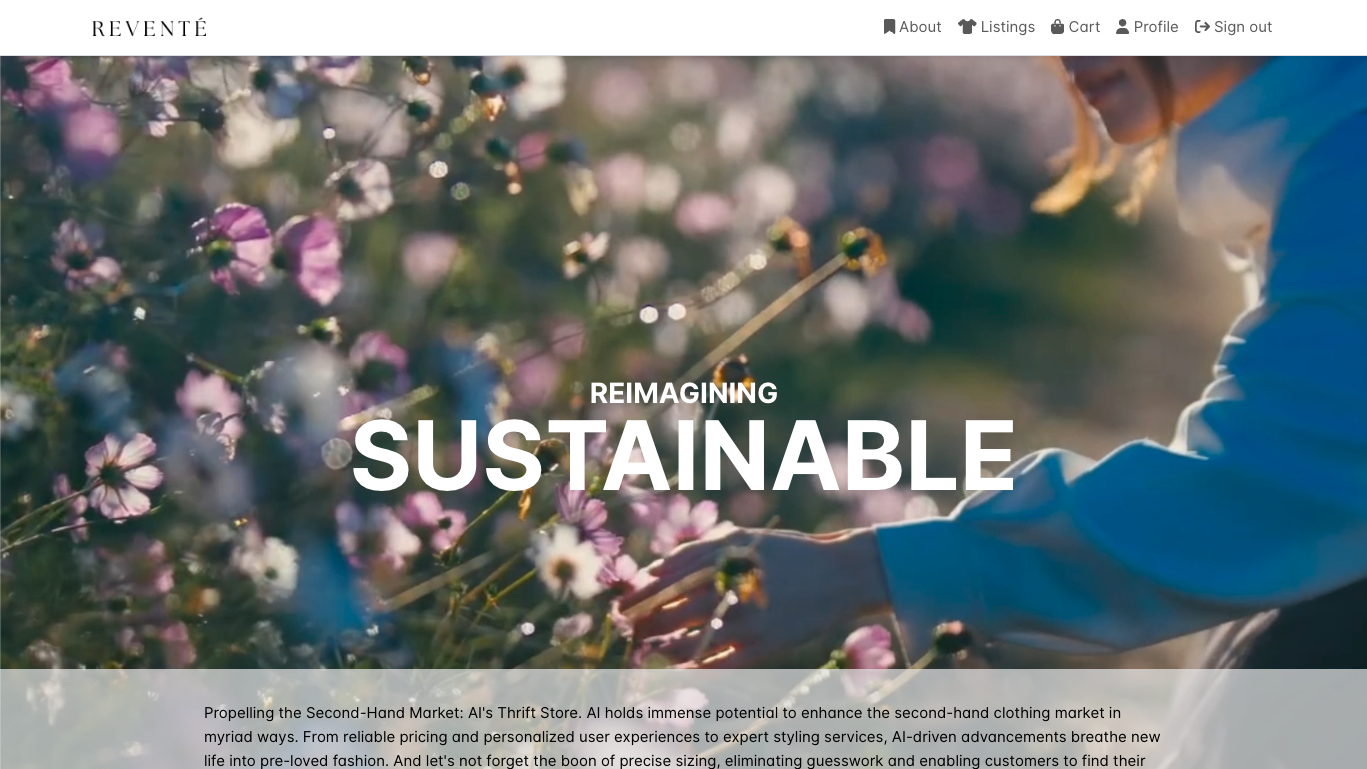 REVENTÉ
About Listings Cart Profile Sign out
REIMAGINING
SUSTAINABLE
Propelling the Second-Hand Market: AI's Thrift Store. AI holds immense potential to enhance the second-hand clothing market in
myriad ways. From reliable pricing and personalized user experiences to expert styling services, AI-driven advancements breathe new
life into pre-loved fashion. And let's not forget the boon of precise sizing, eliminating guesswork and enabling customers to find their